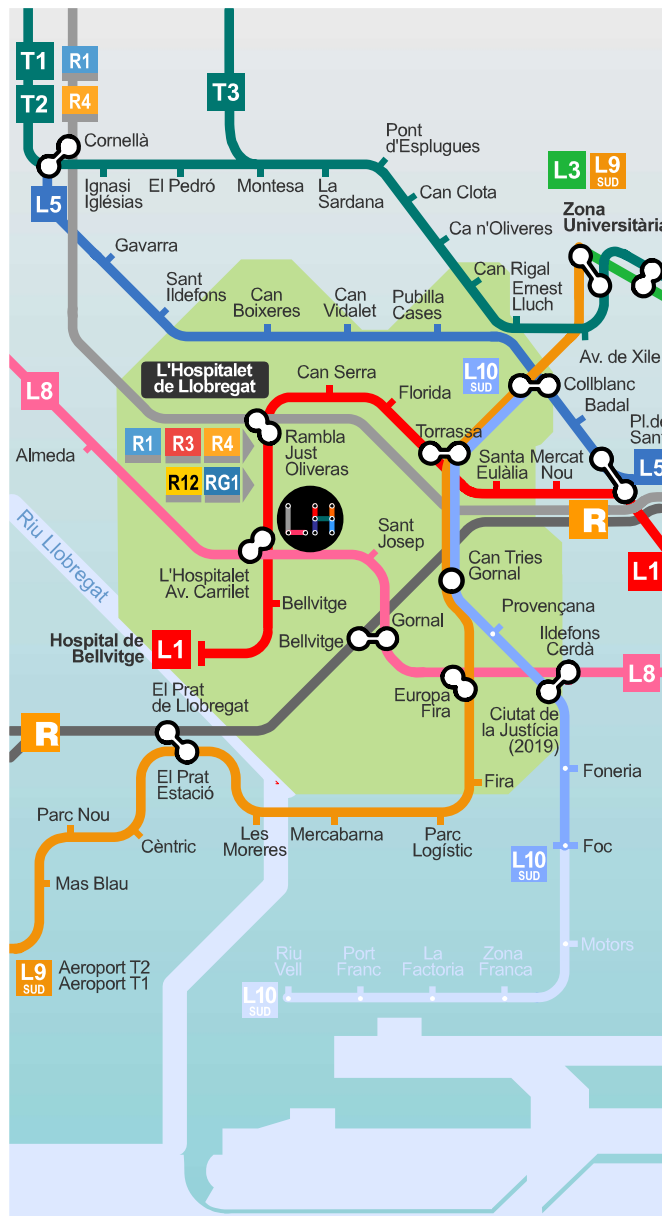 T1
R1
T2
R4
T3
Cornellà
L5
Ignasi
Iglésias
El Pedró
Montesa
La
Sardana
Pont
d'Esplugues
Can Clota
Ca n'Oliveres
Can Rigal
Ernest
Lluch
L3
L9
SUD
Zona
Universitària
Av. de Xile
Gavarra
Sant
Ildefons
Can
Boixeres
Can
Vidalet
Pubilla
Cases
L10
SUD
Collblanc
Badal
Pl.de
Sant
L5
L8
L'Hospitalet
de Llobregat
Can Serra
Florida
Torrassa
Santa
Eulàlia
Mercat
Nou
Almeda
R1
R3
R4
R12
RG1
Rambla
Just
Oliveras
R
L1
Riu Llobregat
L'Hospitalet
Av. Carrilet
LH
Sant
Josep
Can Tries
Gornal
Bellvitge
Provençana
Hospital de
Bellvitge
L1
Bellvitge
Gornal
Ildefons
Cerdà
L8
El Prat
de Llobregat
Europa
Fira
Ciutat de
la Justícia
(2019)
R
El Prat
Estació
Fira
Foneria
Parc Nou
Cèntric
Les
Moreres
Mercabarna
Parc
Logístic
Foc
L10
SUD
Mas Blau
Motors
L9
SUD
Aeroport T2
Aeroport T1
L10
SUD
Riu
Vell
Port
Franc
La
Factoria
Zona
Franca